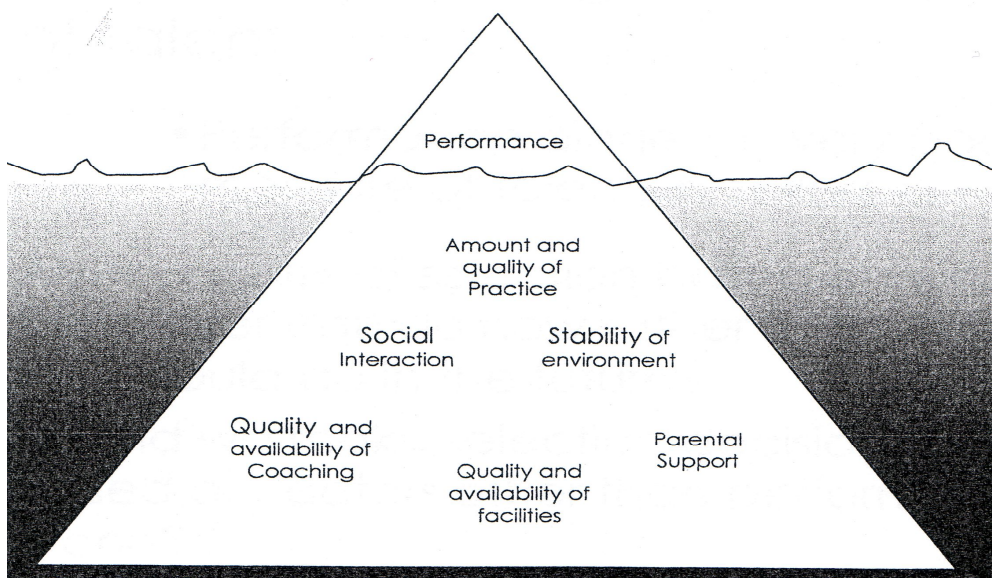 Performance
Amount and
quality of
Practice
Social
Interaction
Stability of
environment
Quality and
availability of
Coaching
Parental
Support
Quality and
availability of
facilities